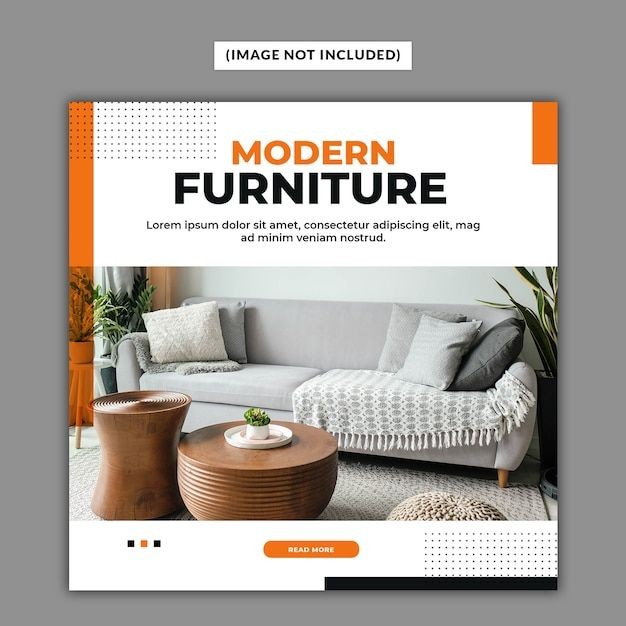 (IMAGE NOT INCLUDED)
MODERN
FURNITURE
Lorem ipsum dolor sit amet, consectetur adipiscing elit, mag
ad minim veniam nostrud.
READ MORE